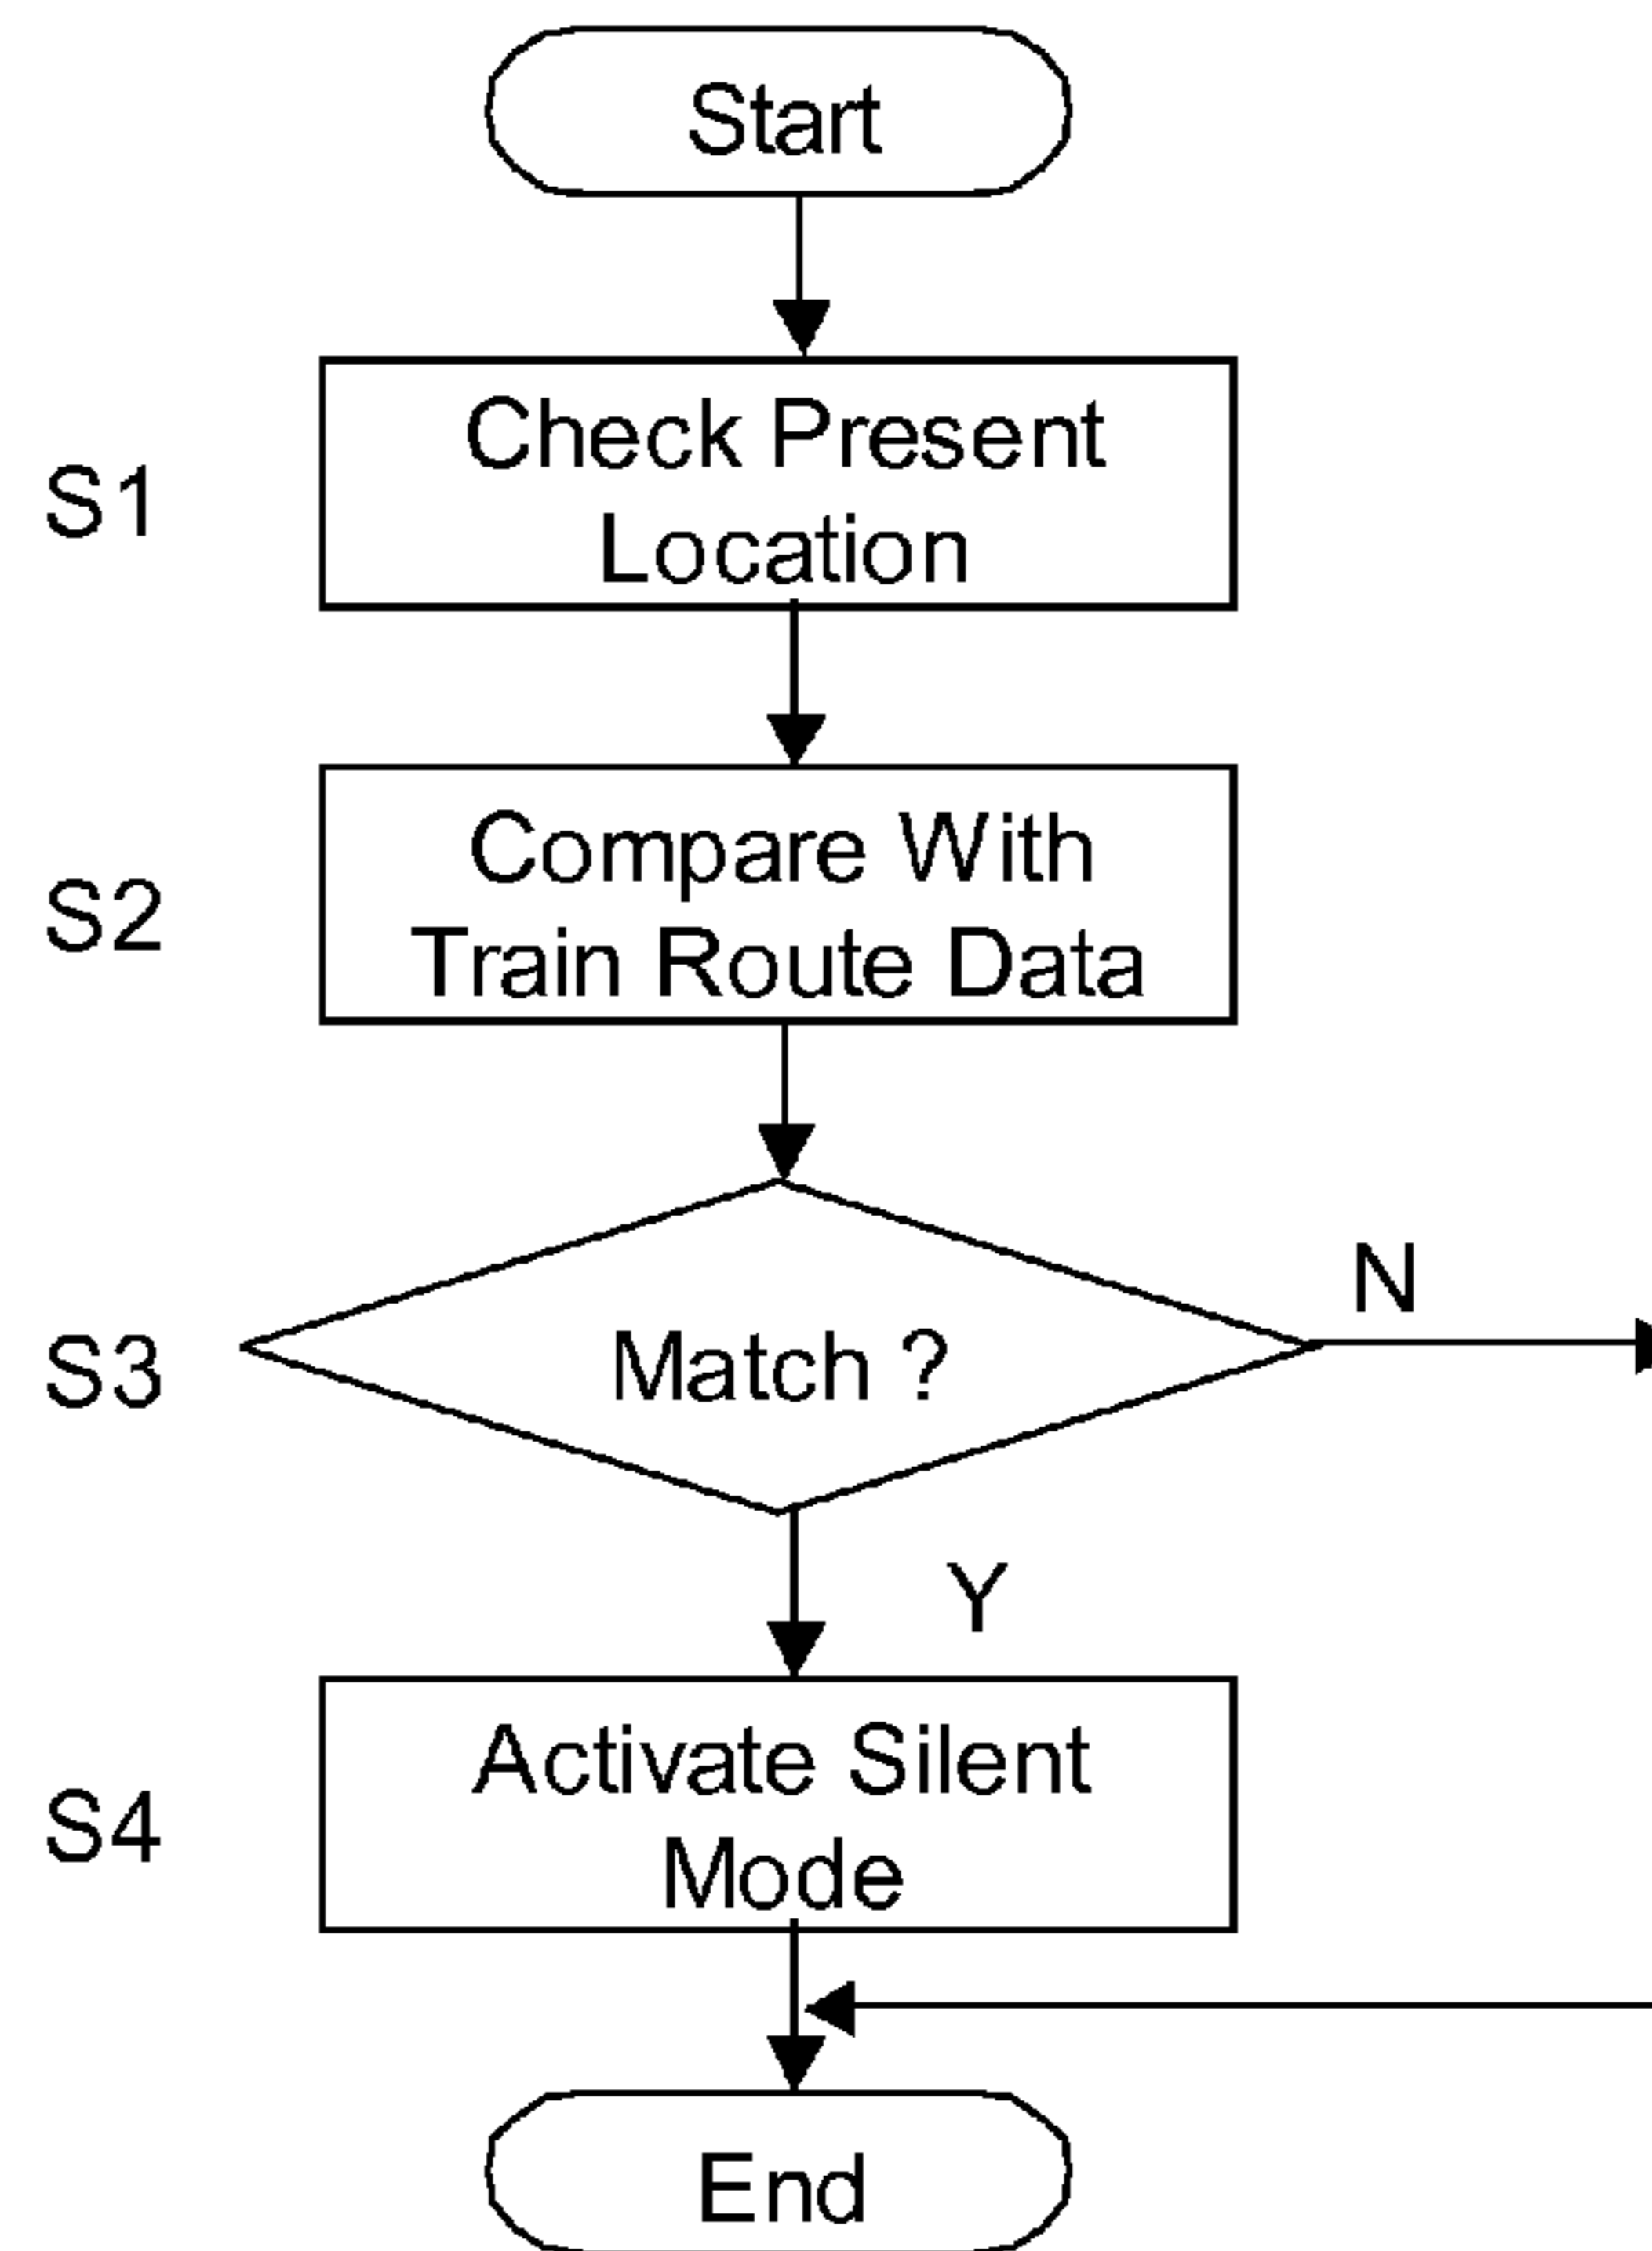 Start
S1
Check Present
Location
S2
Compare With
Train Route Data
S3
Match ?
N
Y
S4
Activate Silent
Mode
End